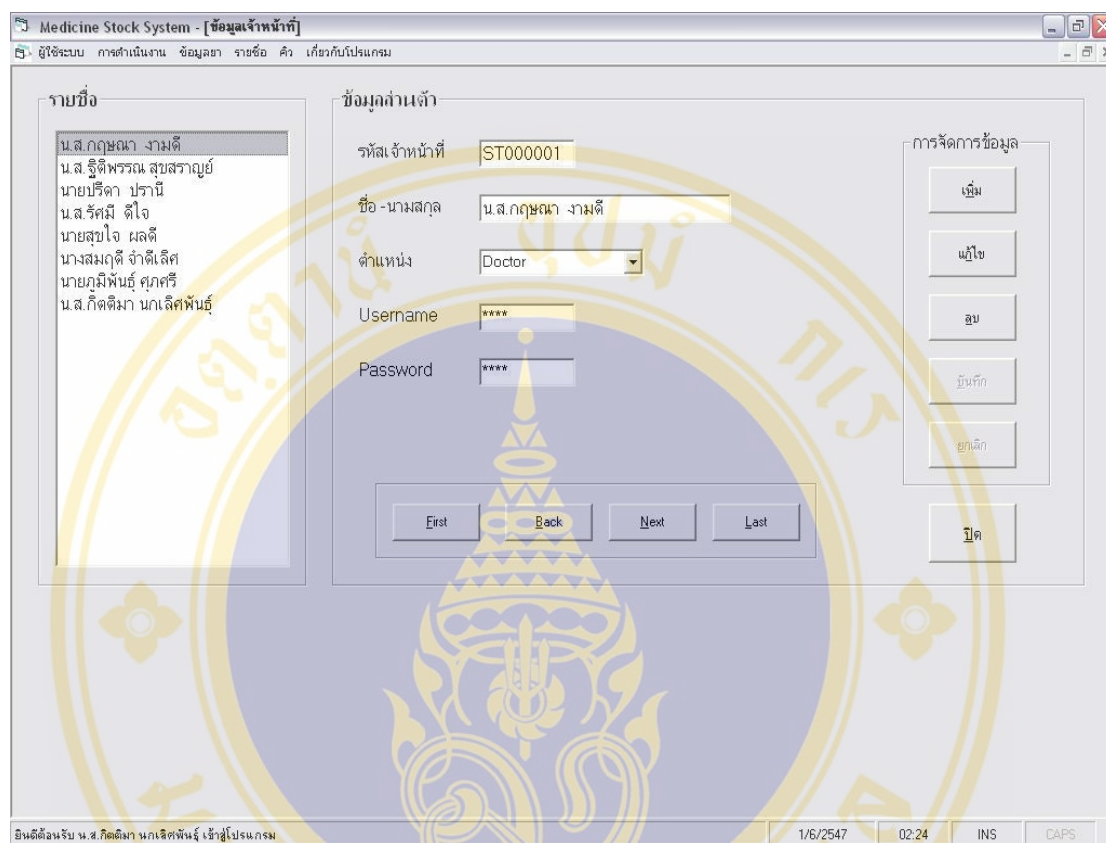 Medicine Stock System - [ข้อมูลเจ้าหน้าที่]
ผู้ใช้ระบบ การดำเนินงาน ข้อมูลยา รายชื่อ คิว เกี่ยวกับโปรแกรม
รายชื่อ
น.ส.กฤษณา งามดี
น.ส.ฐิติพรรณ สุขสราญย์
นายปรีดา ปรานี
น.ส.รัศมี ดีใจ
นายสุขใจ ผลดี
นางสมฤดี จำดีเลิศ
นายภูมิพันธุ์ ศุภศรี
น.ส.กิตติมา นกเลิศพันธุ์
ข้อมูลส่วนตัว
รหัสเจ้าหน้าที่ ST000001
ชื่อ-นามสกุล น.ส.กฤษณา งามดี
ตำแหน่ง Doctor
Username ****
Password ****
First Back Next Last
การจัดการข้อมูล
เพิ่ม
แก้ไข
ลบ
บันทึก
ยกเลิก
ปิด
ยินดีต้อนรับ น.ส.กิตติมา นกเลิศพันธุ์ เข้าสู่โปรแกรม
1/6/2547 02:24 INS CAPS